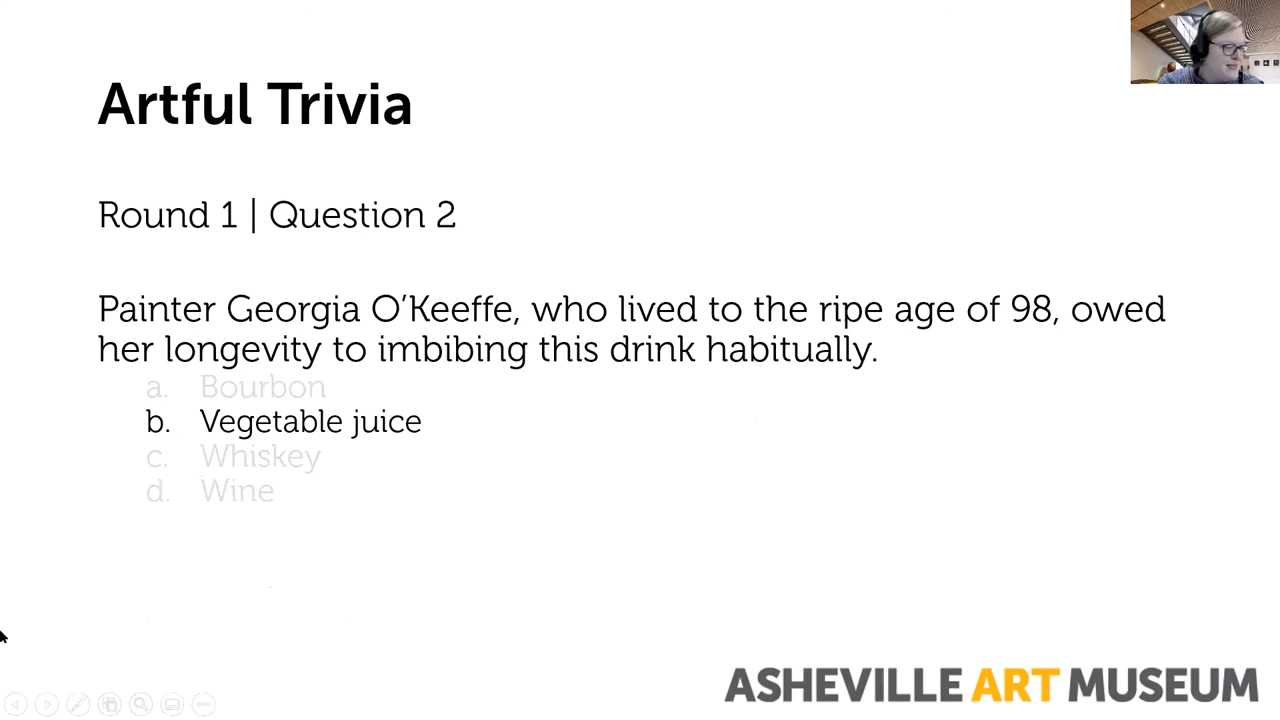 Artful Trivia
Round 1 | Question 2
Painter Georgia O’Keeffe, who lived to the ripe age of 98, owed
her longevity to imbibing this drink habitually.
a. Bourbon
b. Vegetable juice
c. Whiskey
d. Wine
ASHEVILLE ART MUSEUM